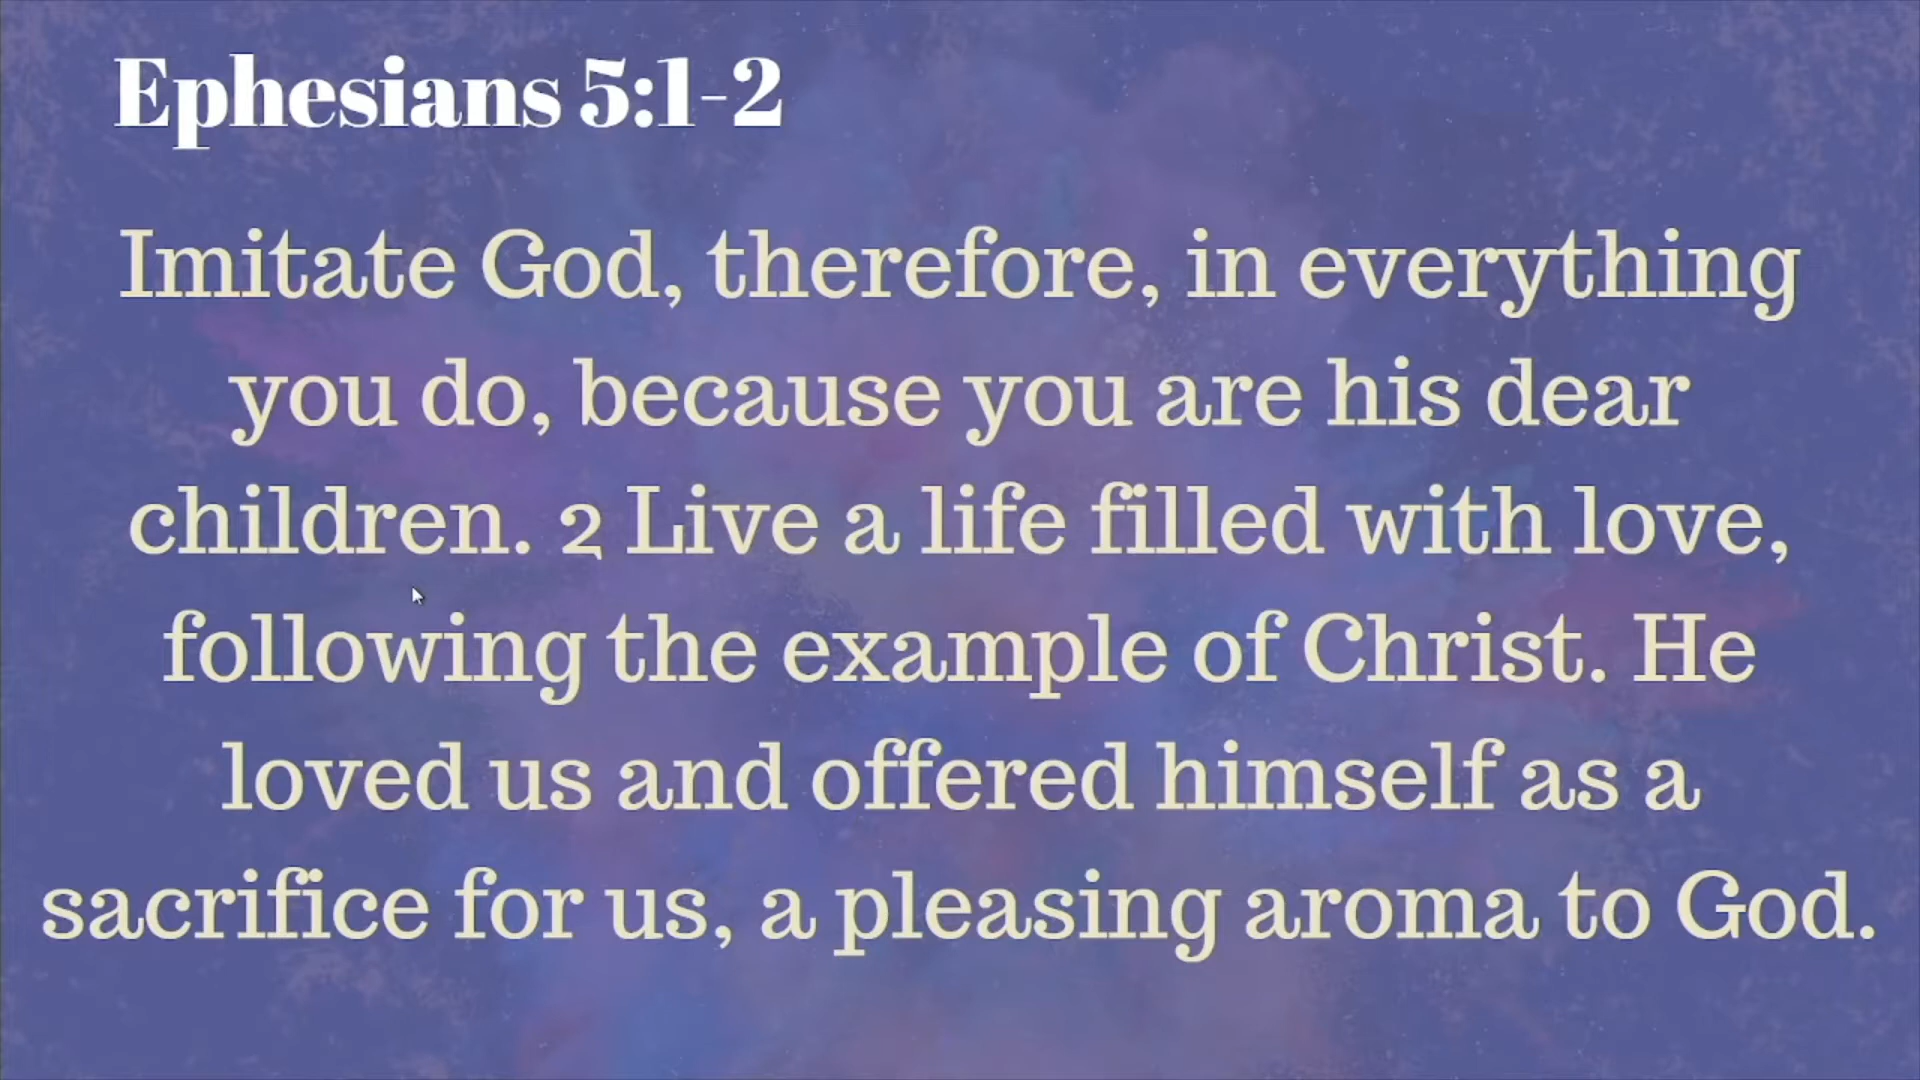 Ephesians 5:1-2
Imitate God, therefore, in everything
you do, because you are his dear
children. 2 Live a life filled with love,
following the example of Christ. He
loved us and offered himself as a
sacrifice for us, a pleasing aroma to God.